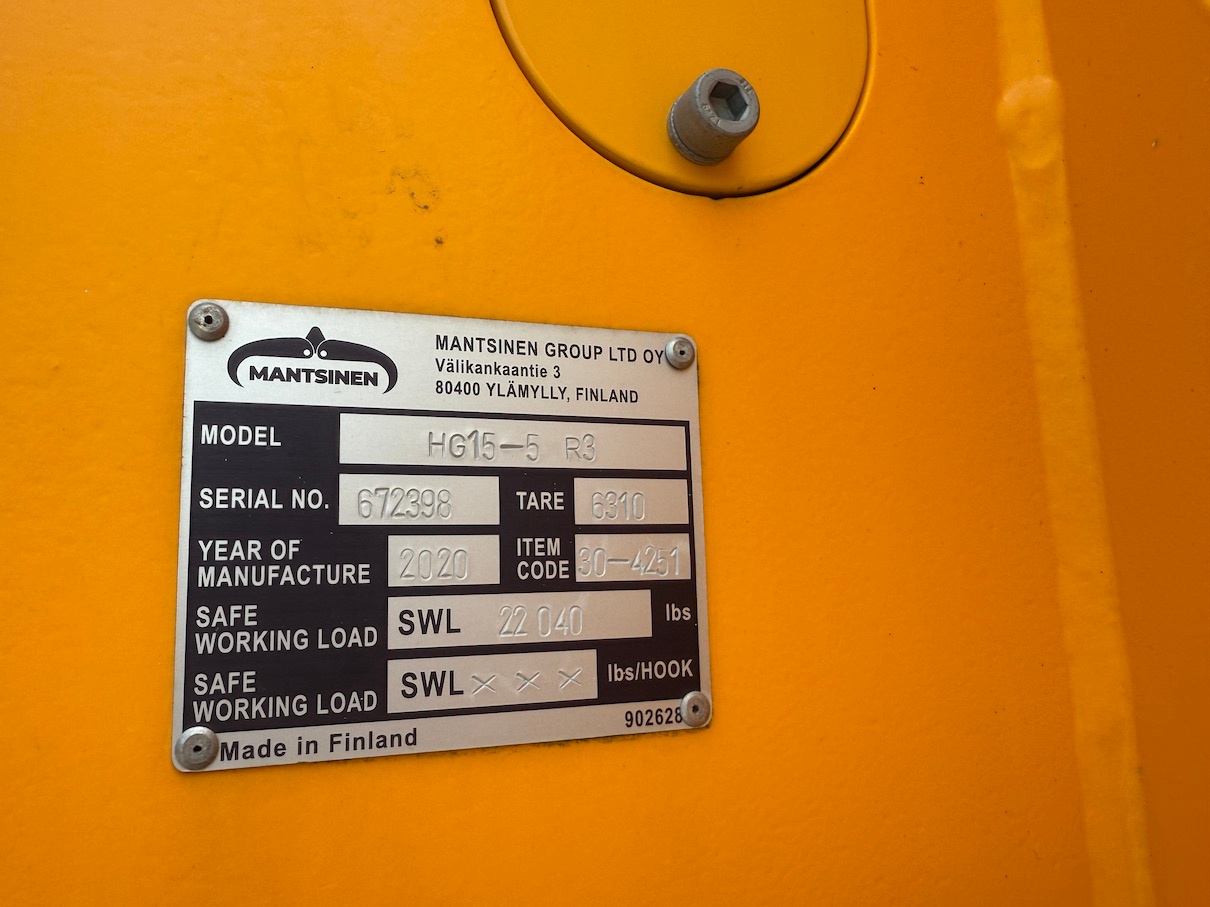 MANTSINEN
MANTSINEN GROUP LTD OY
Välikankaantie 3
80400 YLÄMYLLY, FINLAND
MODEL HG15-5 R3
SERIAL NO. 672398 TARE 6310
YEAR OF MANUFACTURE 2020 ITEM CODE 30-4251
SAFE WORKING LOAD SWL 22 040 lbs
SAFE WORKING LOAD SWL××× lbs/HOOK
902628
Made in Finland